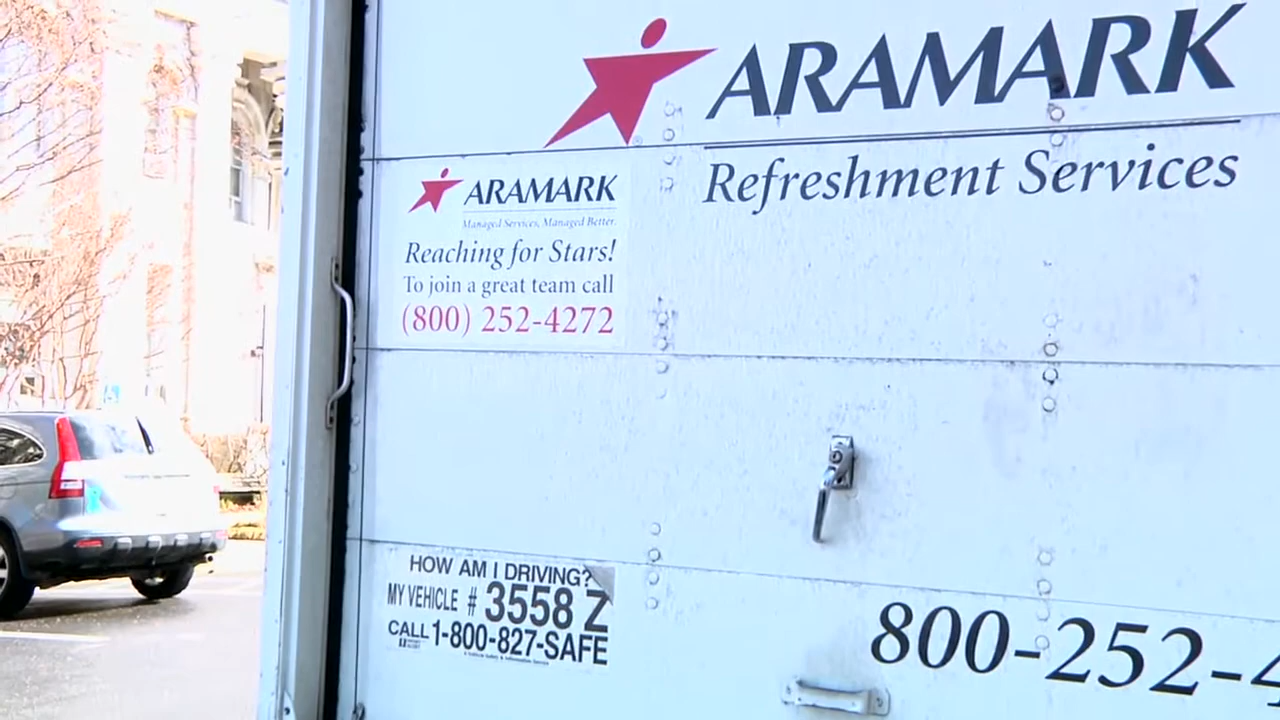 ARAMARK
Refreshment Services
ARAMARK
Managed Services, Managed Better.
Reaching for Stars!
To join a great team call
(800) 252-4272
HOW AM I DRIVING?
MY VEHICLE # 3558 Z
CALL 1-800-827-SAFE
800-252-4